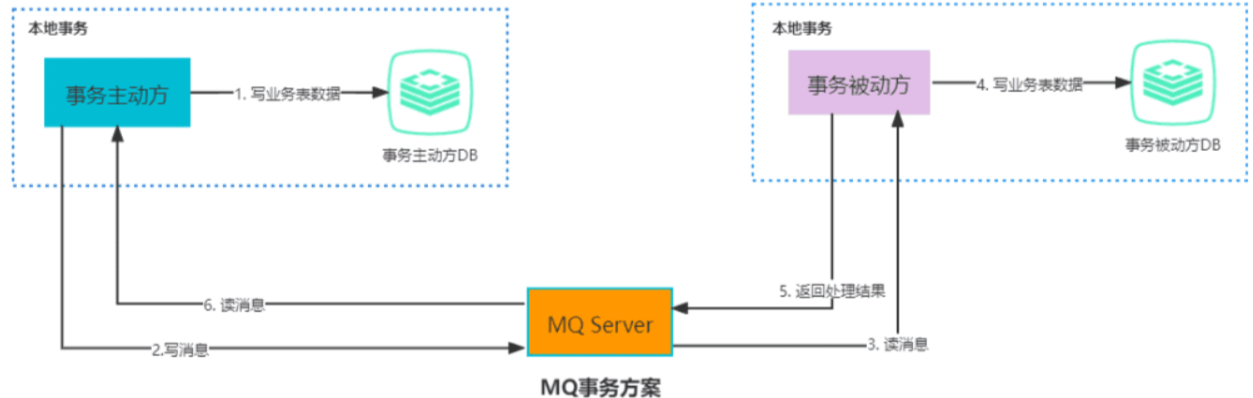 本地事务
事务主动方
1. 写业务表数据
事务主动方DB
本地事务
事务被动方
4. 写业务表数据
事务被动方DB
6. 读消息
5. 返回处理结果
MQ Server
2.写消息
3. 读消息
MQ事务方案